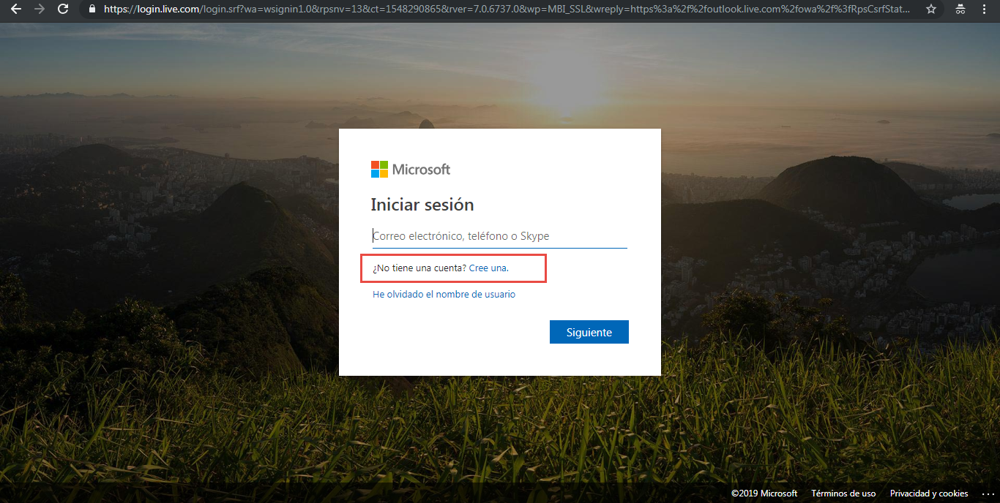 https://login.live.com/login.srf?wa=wsignin1.0&rpsnv=13&ct=1548290865&rver=7.0.6737.0&wp=MBI_SSL&wreply=https%3a%2f%2foutlook.live.com%2fowa%2f%3fRpsCsrfStat...
Microsoft
Iniciar sesión
Correo electrónico, teléfono o Skype
¿No tiene una cuenta? Cree una.
He olvidado el nombre de usuario
Siguiente
©2019 Microsoft Términos de uso Privacidad y cookies ...